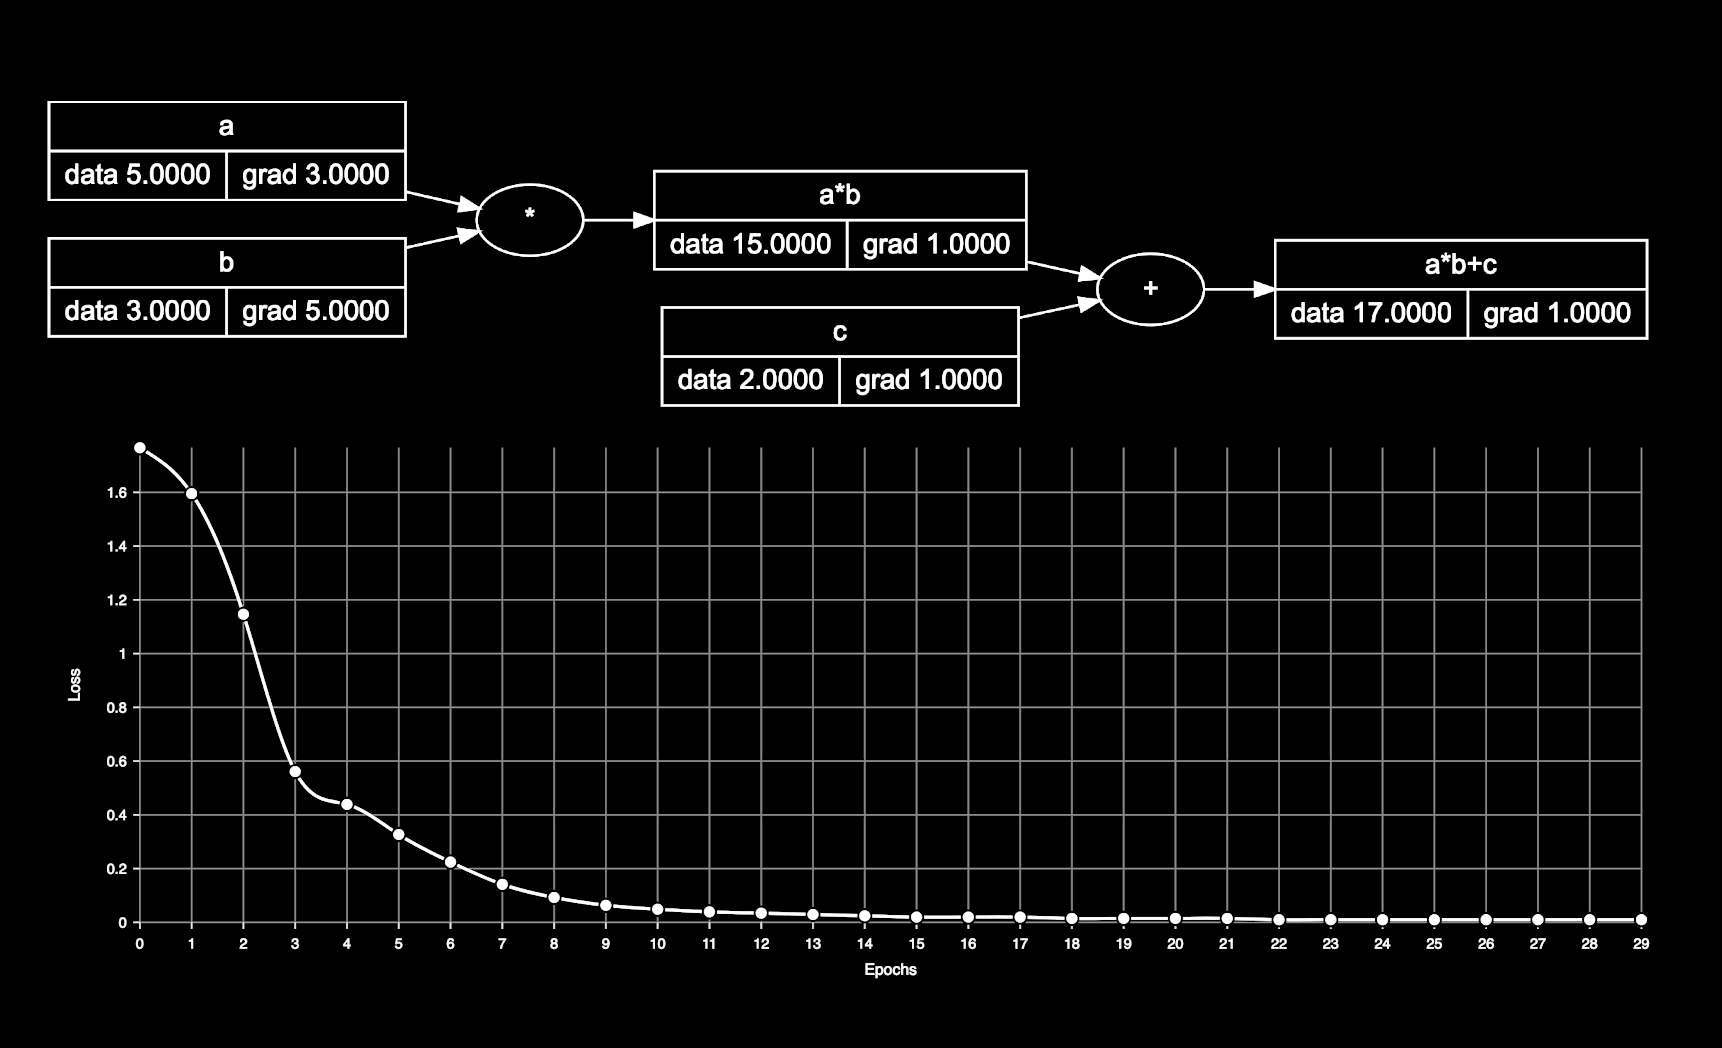 a
data 5.0000 grad 3.0000
b
data 3.0000 grad 5.0000
*
a*b
data 15.0000 grad 1.0000
c
data 2.0000 grad 1.0000
+
a*b+c
data 17.0000 grad 1.0000
Loss
1.6
1.4
1.2
1
0.8
0.6
0.4
0.2
0
0 1 2 3 4 5 6 7 8 9 10 11 12 13 14 15 16 17 18 19 20 21 22 23 24 25 26 27 28 29
Epochs